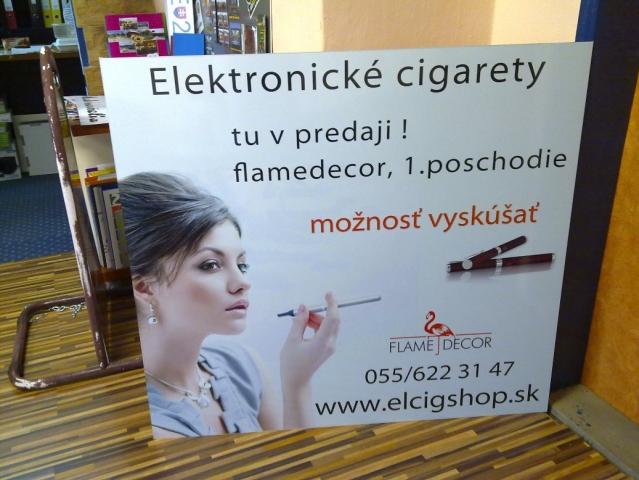 Elektronické cigarety
tu v predaji !
flamedecor, 1.poschodie
možnosť vyskúšať
FLAME DECOR
055/622 31 47
www.elcigshop.sk